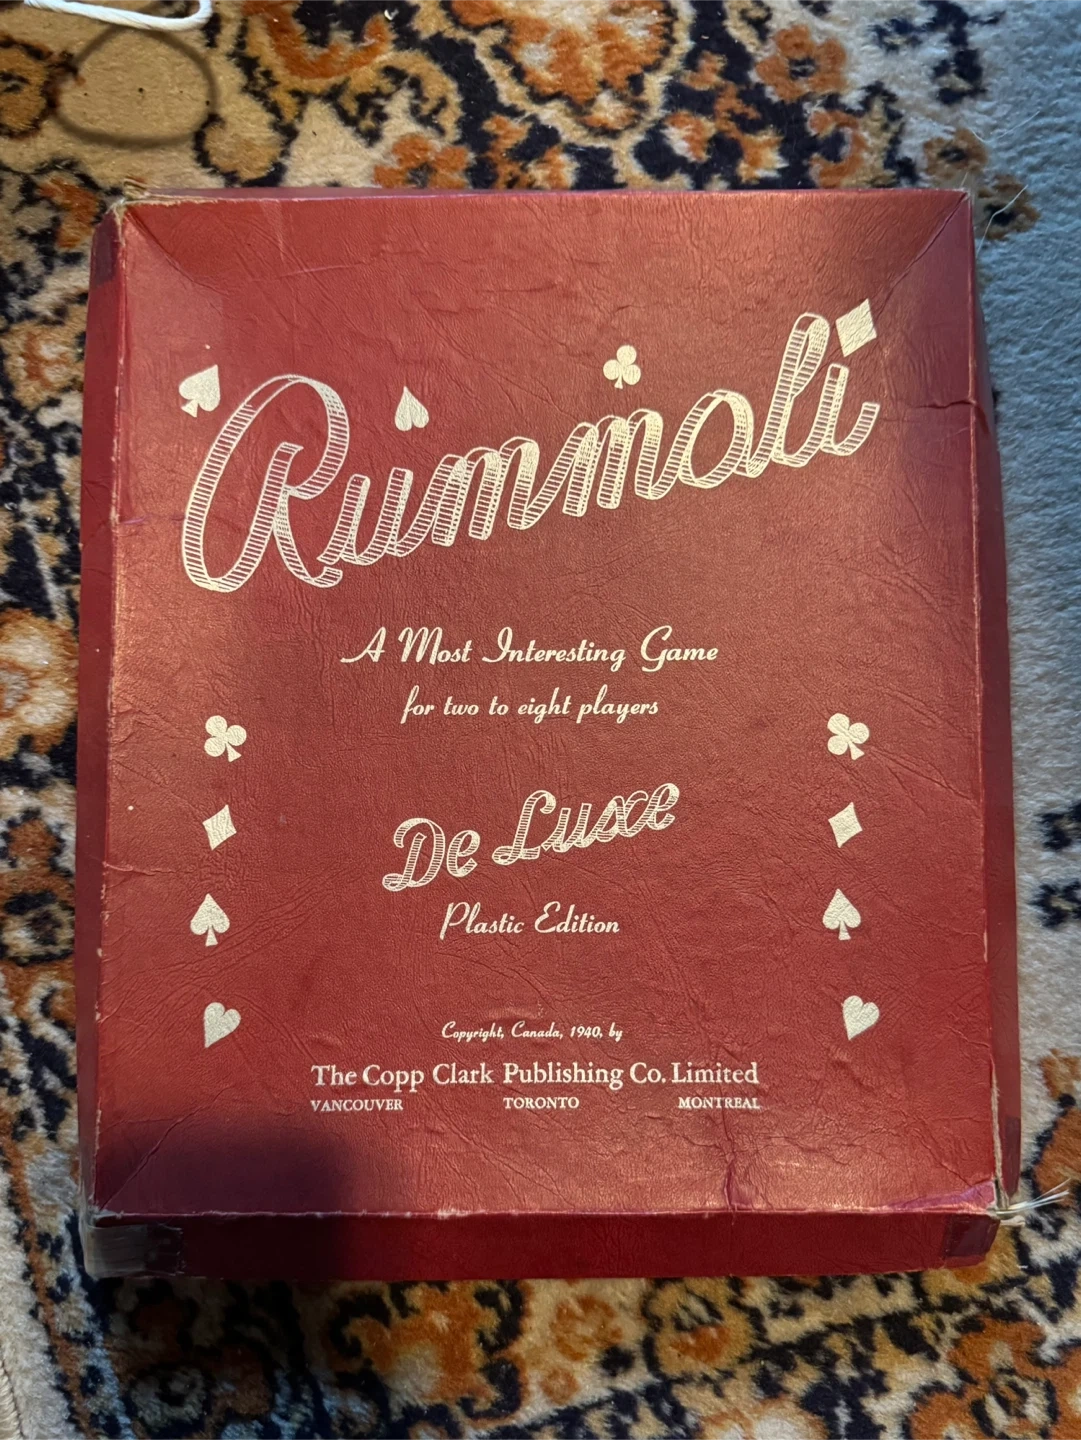 Rummoli
A Most Interesting Game
for two to eight players
De Luxe
Plastic Edition
Copyright, Canada, 1940, by
The Copp Clark Publishing Co. Limited
VANCOUVER TORONTO MONTREAL